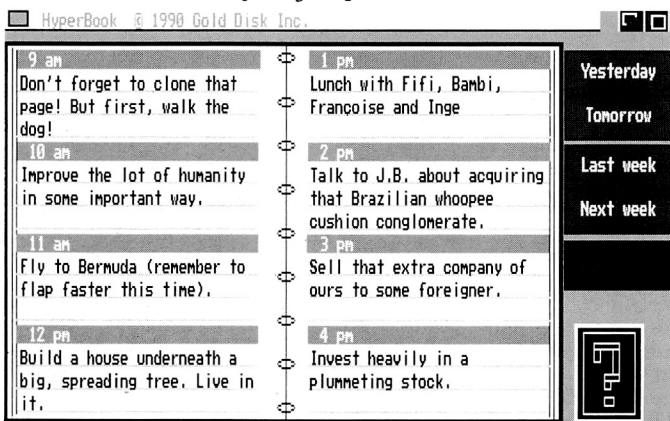 HyperBook © 1990 Gold Disk Inc.
9 am
Don't forget to clone that
page! But first, walk the
dog!
10 am
Improve the lot of humanity
in some important way.
11 am
Fly to Bermuda (remember to
flap faster this time).
12 pm
Build a house underneath a
big, spreading tree. Live in
it.
1 pm
Lunch with Fifi, Bambi,
Françoise and Inge
2 pm
Talk to J.B. about acquiring
that Brazilian whoopee
cushion conglomerate.
3 pm
Sell that extra company of
ours to some foreigner.
4 pm
Invest heavily in a
plummeting stock.
Yesterday
Tomorrow
Last week
Next week
?